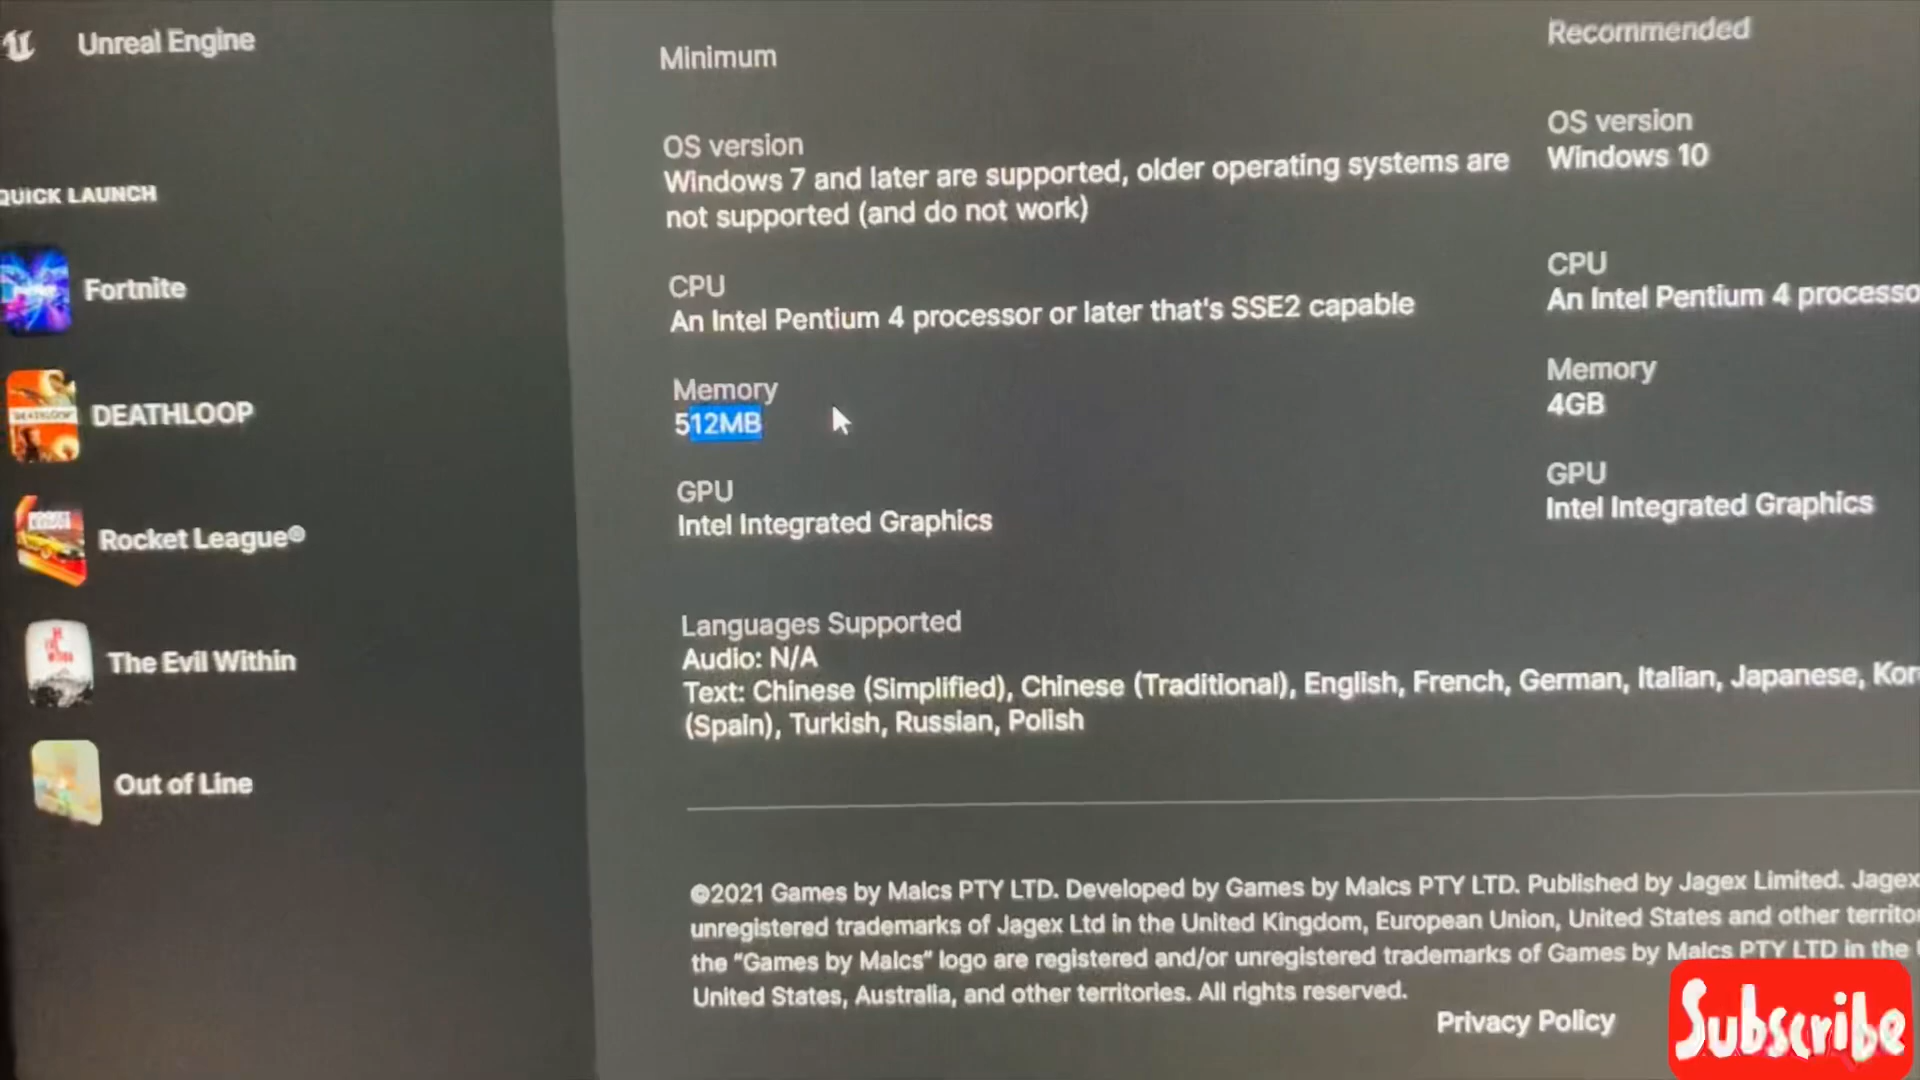 Unreal Engine
QUICK LAUNCH
Fortnite
DEATHLOOP
Rocket League®
The Evil Within
Out of Line
Minimum
OS version
Windows 7 and later are supported, older operating systems are
not supported (and do not work)
CPU
An Intel Pentium 4 processor or later that's SSE2 capable
Memory
512MB
GPU
Intel Integrated Graphics
Recommended
OS version
Windows 10
CPU
An Intel Pentium 4 processo
Memory
4GB
GPU
Intel Integrated Graphics
Languages Supported
Audio: N/A
Text: Chinese (Simplified), Chinese (Traditional), English, French, German, Italian, Japanese, Kor
(Spain), Turkish, Russian, Polish
©2021 Games by Malcs PTY LTD. Developed by Games by Malcs PTY LTD. Published by Jagex Limited. Jagex
unregistered trademarks of Jagex Ltd in the United Kingdom, European Union, United States and other territo
the "Games by Malcs" logo are registered and/or unregistered trademarks of Games by Malcs PTY LTD in the
United States, Australia, and other territories. All rights reserved.
Privacy Policy
Subscribe